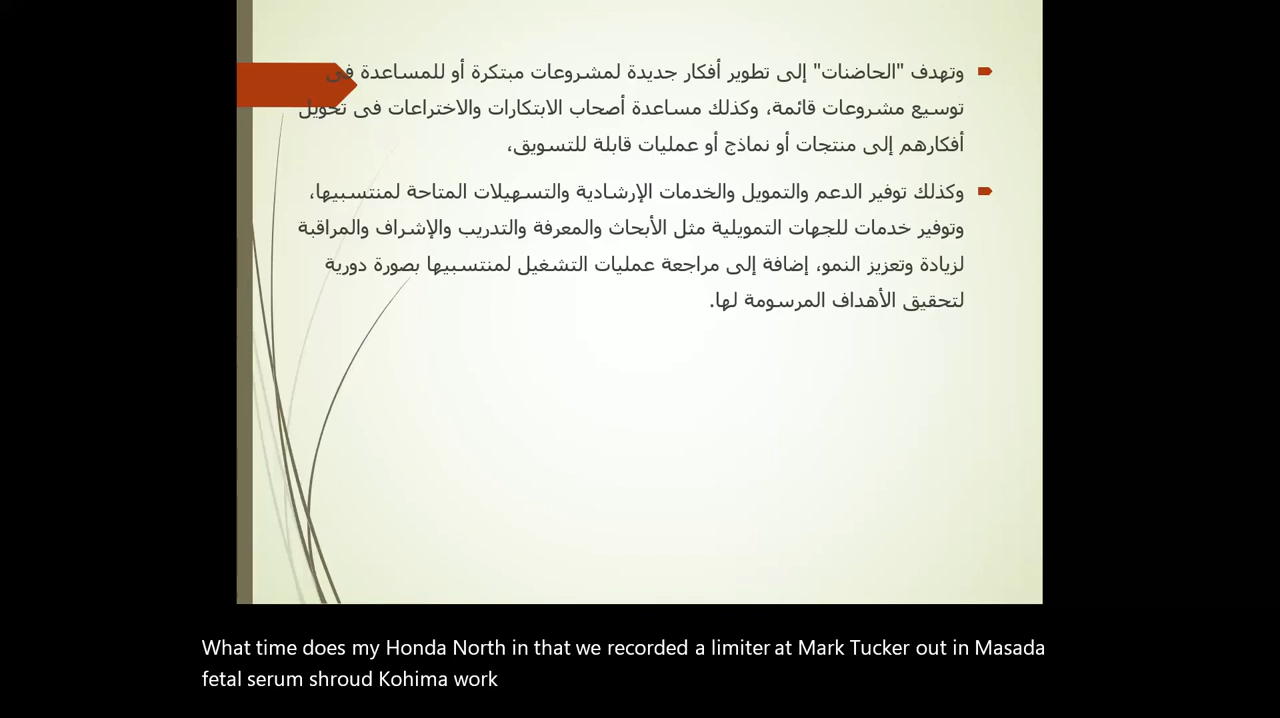 وتهدف "الحاضنات" إلى تطوير أفكار جديدة لمشروعات مبتكرة أو للمساعدة فى
توسيع مشروعات قائمة، وكذلك مساعدة أصحاب الابتكارات والاختراعات فى تحويل
أفكارهم إلى منتجات أو نماذج أو عمليات قابلة للتسويق،
وكذلك توفير الدعم والتمويل والخدمات الإرشادية والتسهيلات المتاحة لمنتسبيها،
وتوفير خدمات للجهات التمويلية مثل الأبحاث والمعرفة والتدريب والإشراف والمراقبة
لزيادة وتعزيز النمو، إضافة إلى مراجعة عمليات التشغيل لمنتسبيها بصورة دورية
لتحقيق الأهداف المرسومة لها.
What time does my Honda North in that we recorded a limiter at Mark Tucker out in Masada
fetal serum shroud Kohima work